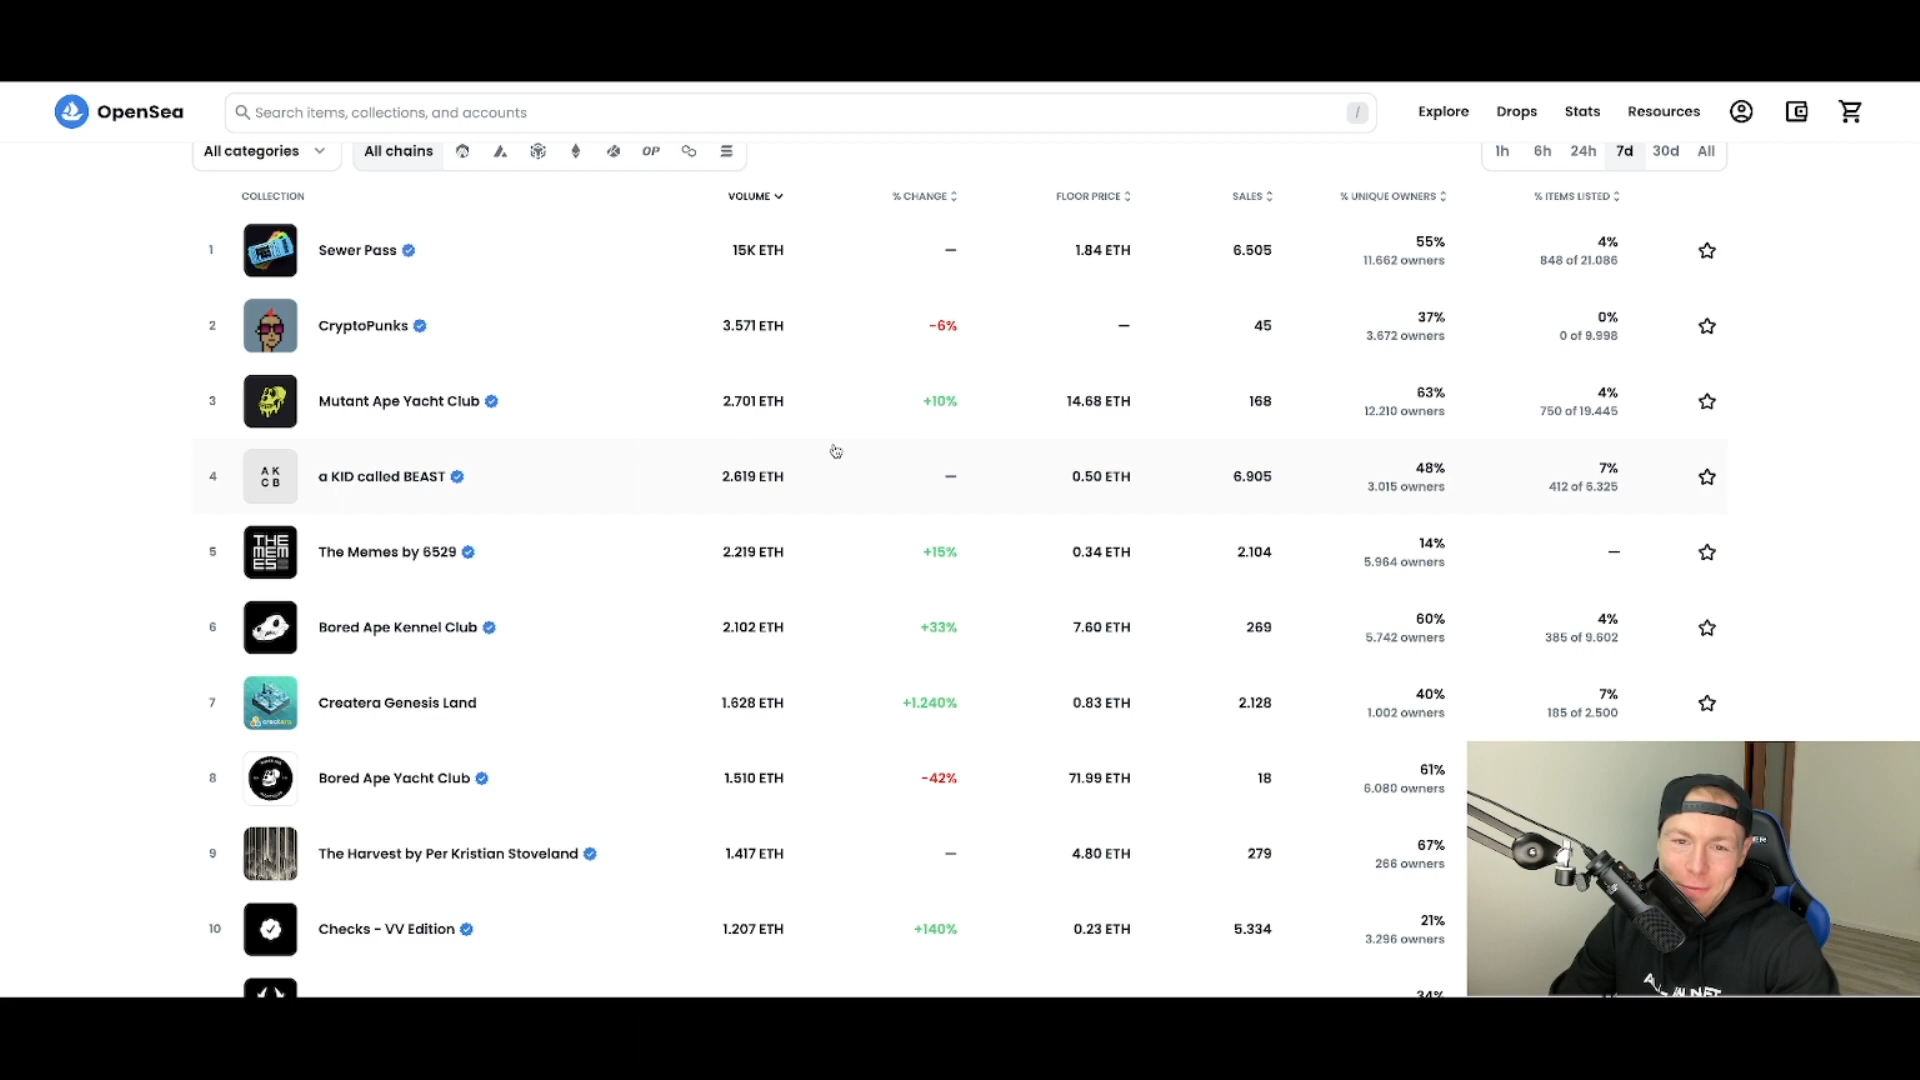 OpenSea
Search items, collections, and accounts /
Explore Drops Stats Resources
All categories All chains OP 1h 6h 24h 7d 30d All
COLLECTION VOLUME % CHANGE FLOOR PRICE SALES % UNIQUE OWNERS % ITEMS LISTED
1 Sewer Pass 15K ETH — 1.84 ETH 6.505 55% 4%
11.662 owners 848 of 21.086
2 CryptoPunks 3.571 ETH -6% — 45 37% 0%
3.672 owners 0 of 9.998
3 Mutant Ape Yacht Club 2.701 ETH +10% 14.68 ETH 168 63% 4%
12.210 owners 750 of 19.445
A K
C B
4 a KID called BEAST 2.619 ETH — 0.50 ETH 6.905 48% 7%
3.015 owners 412 of 6.325
THE
MEM
ES
5 The Memes by 6529 2.219 ETH +15% 0.34 ETH 2.104 14% —
5.964 owners
6 Bored Ape Kennel Club 2.102 ETH +33% 7.60 ETH 269 60% 4%
5.742 owners 385 of 9.602
7 Createra Genesis Land 1.628 ETH +1.240% 0.83 ETH 2.128 40% 7%
1.002 owners 185 of 2.500
8 Bored Ape Yacht Club 1.510 ETH -42% 71.99 ETH 18 61%
6.080 owners
9 The Harvest by Per Kristian Stoveland 1.417 ETH — 4.80 ETH 279 67%
266 owners
10 Checks - VV Edition 1.207 ETH +140% 0.23 ETH 5.334 21%
3.296 owners
34%